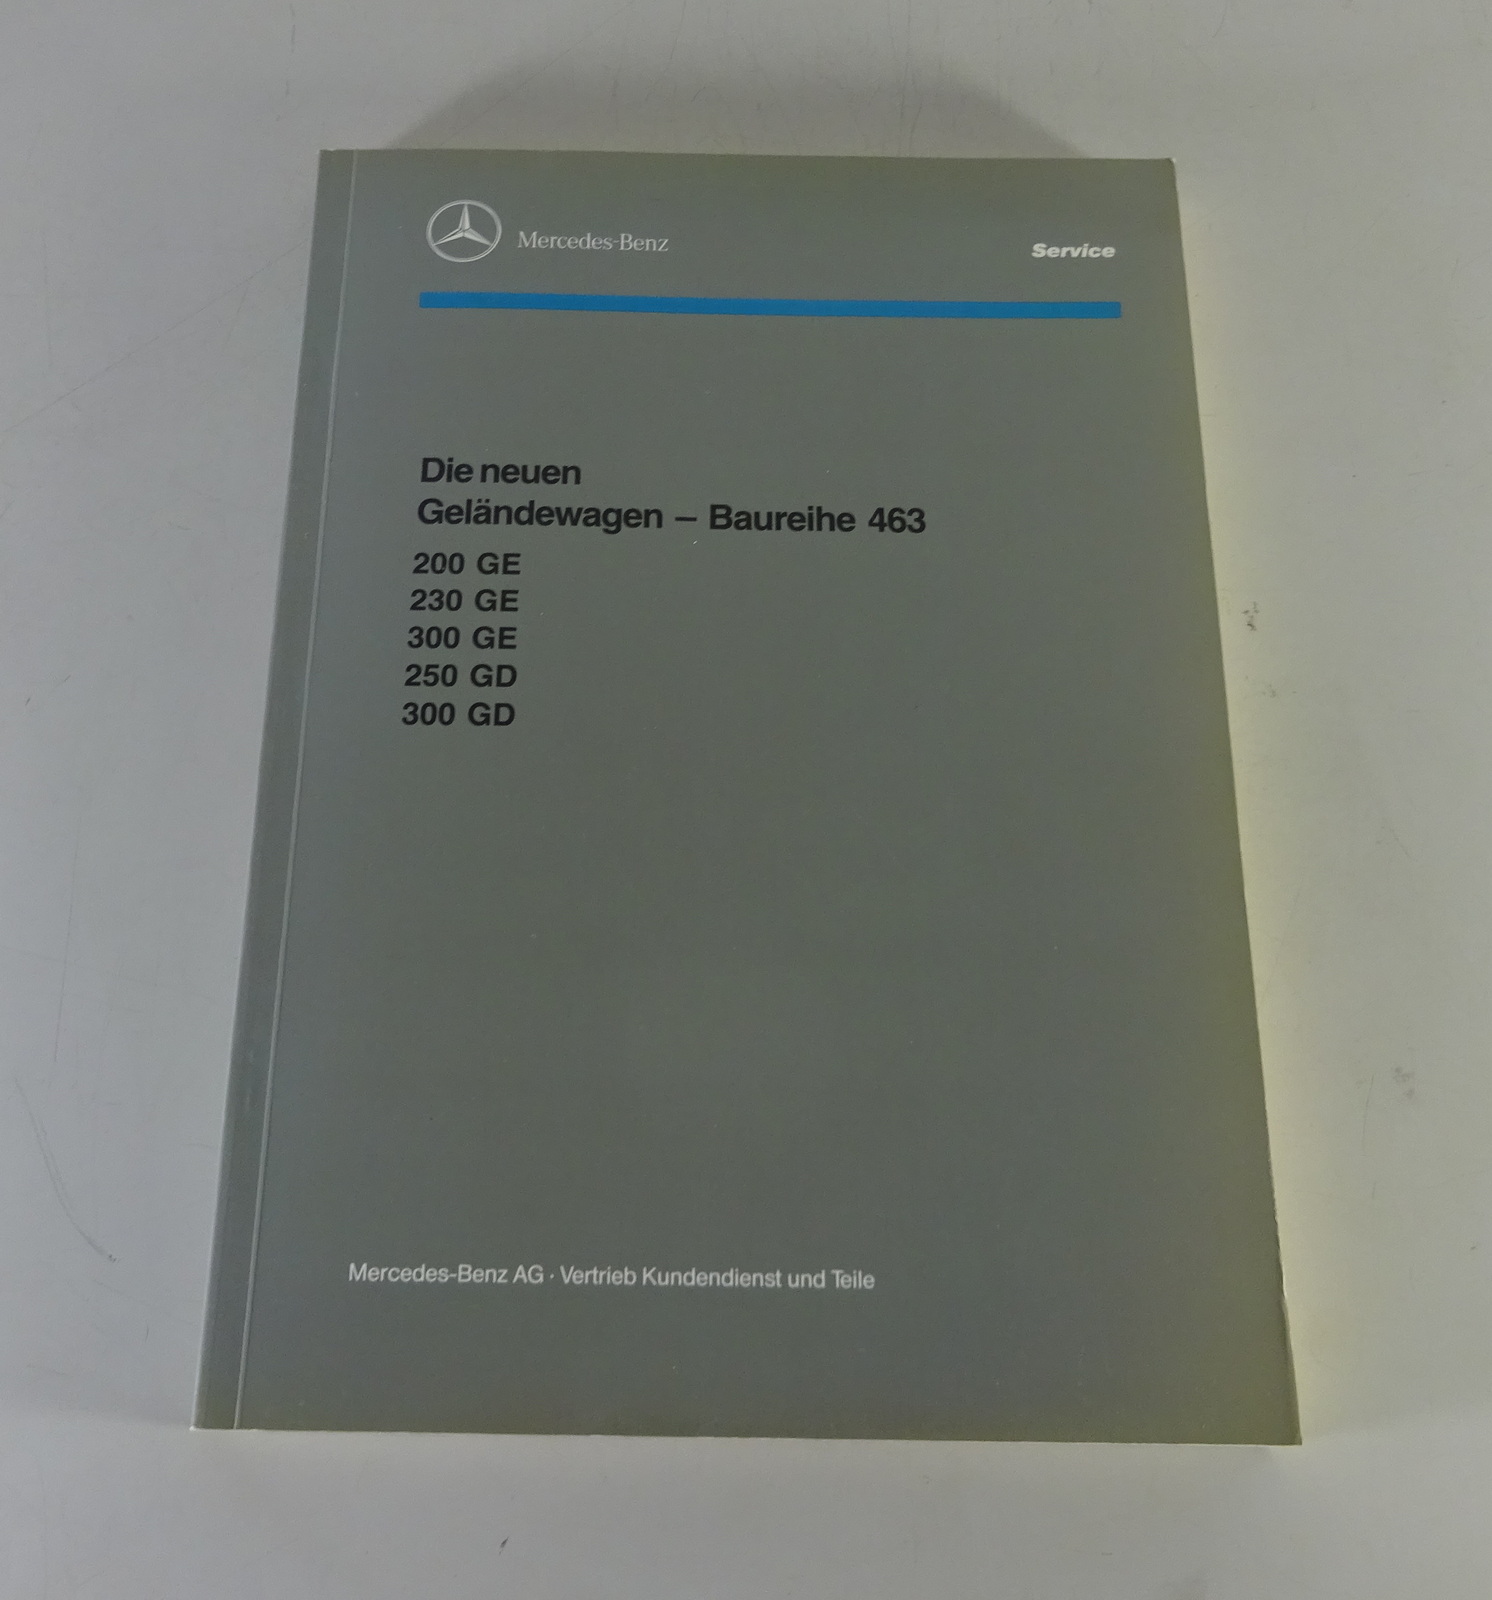 Mercedes-Benz
Service
Die neuen
Geländewagen – Baureihe 463
200 GE
230 GE
300 GE
250 GD
300 GD
Mercedes-Benz AG · Vertrieb Kundendienst und Teile